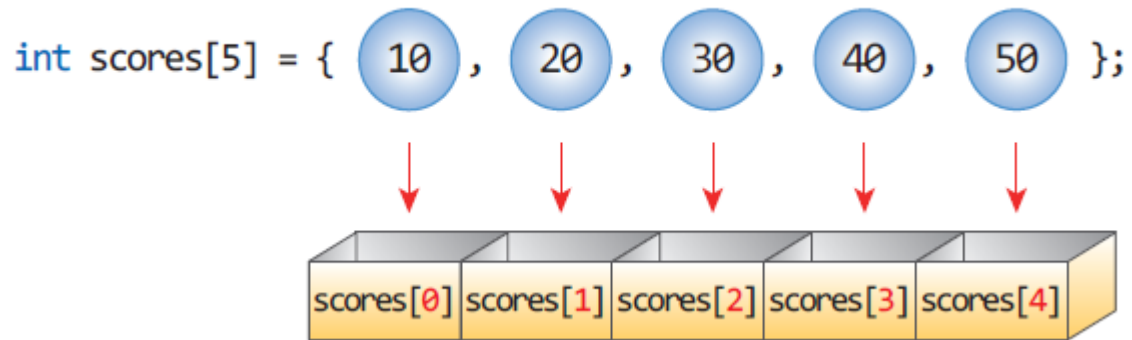 int scores[5] = { 10 , 20 , 30 , 40 , 50 };
scores[0] scores[1] scores[2] scores[3] scores[4]